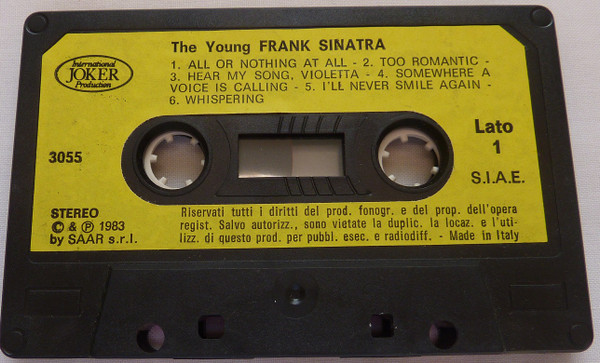 International
JOKER
Production
The Young FRANK SINATRA
1. ALL OR NOTHING AT ALL - 2. TOO ROMANTIC -
3. HEAR MY SONG, VIOLETTA - 4. SOMEWHERE A
VOICE IS CALLING - 5. I'LL NEVER SMILE AGAIN -
6. WHISPERING
3055
Lato
1
S.I.A.E.
STEREO
© & ℗ 1983
by SAAR s.r.l.
Riservati tutti i diritti del prod. fonogr. e del prop. dell'opera
regist. Salvo autorizz., sono vietate la duplic. la locaz. e l'uti-
lizz. di questo prod. per pubbl. esec. e radiodiff. - Made in Italy